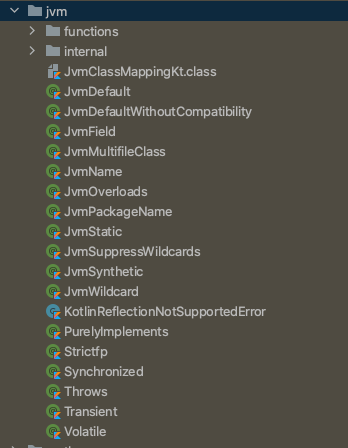 jvm
functions
internal
JvmClassMappingKt.class
JvmDefault
JvmDefaultWithoutCompatibility
JvmField
JvmMultifileClass
JvmName
JvmOverloads
JvmPackageName
JvmStatic
JvmSuppressWildcards
JvmSynthetic
JvmWildcard
KotlinReflectionNotSupportedError
PurelyImplements
Strictfp
Synchronized
Throws
Transient
Volatile